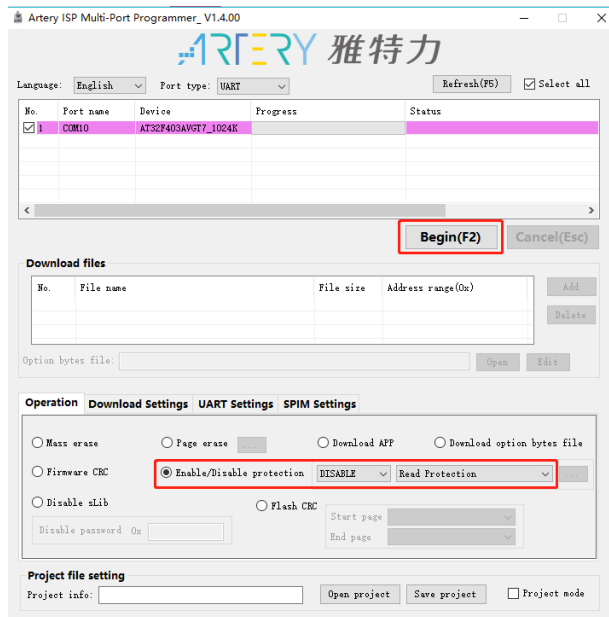 Artery ISP Multi-Port Programmer_ V1.4.00
ARTERY 雅特力
Language: English Port type: UART Refresh(F5) Select all
No. Port name Device Progress Status
1 COM10 AT32F403AVGT7_1024K
Begin(F2) Cancel(Esc)
Download files
No. File name File size Address range(0x) Add
Delete
Option bytes file: Open Edit
Operation Download Settings UART Settings SPIM Settings
Mass erase Page erase ... Download APP Download option bytes file
Firmware CRC Enable/Disable protection DISABLE Read Protection ...
Disable sLib Flash CRC Start page
Disable password 0x End page
Project file setting
Project info: Open project Save project Project mode